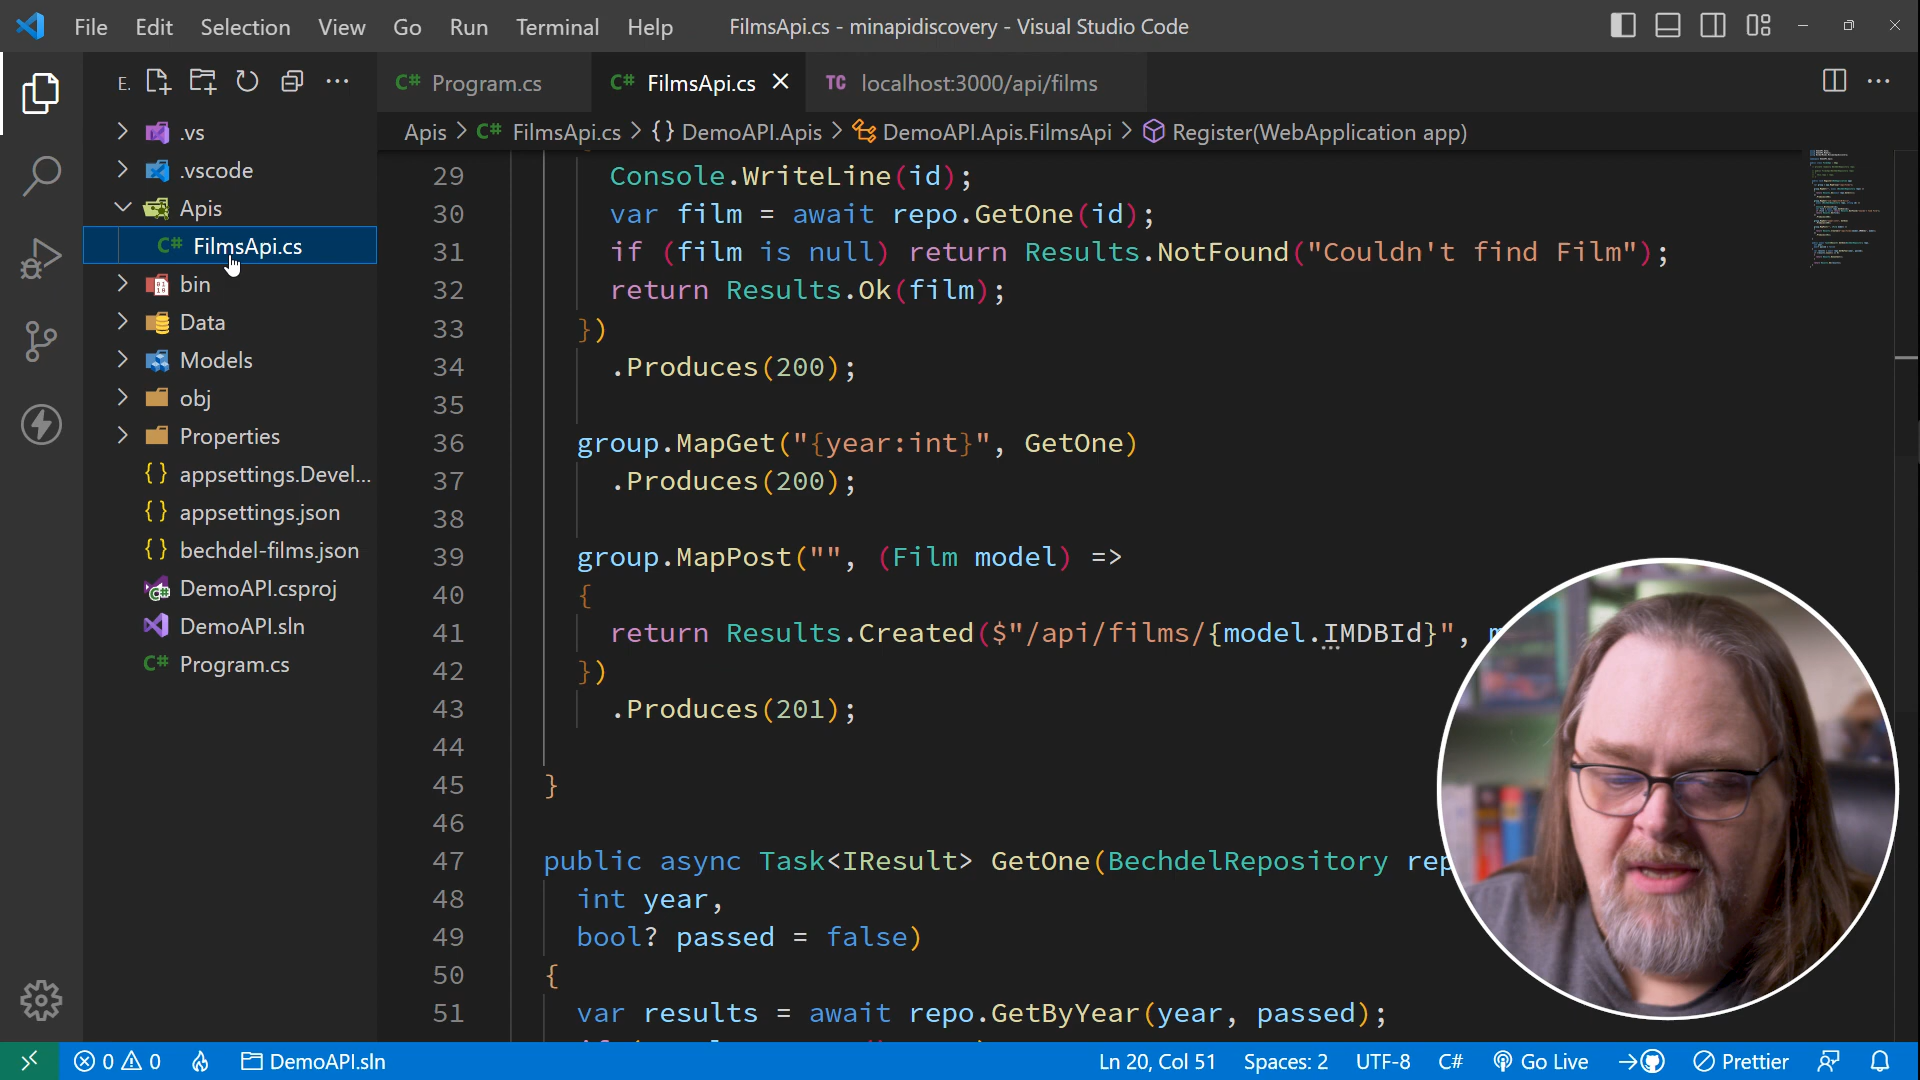 File Edit Selection View Go Run Terminal Help FilmsApi.cs - minapidiscovery - Visual Studio Code
E.
C# Program.cs C# FilmsApi.cs TC localhost:3000/api/films
Apis > C# FilmsApi.cs > {} DemoAPI.Apis > DemoAPI.Apis.FilmsApi > Register(WebApplication app)
.vs
.vscode
Apis
C# FilmsApi.cs
bin
Data
Models
obj
Properties
{} appsettings.Devel...
{} appsettings.json
{} bechdel-films.json
DemoAPI.csproj
DemoAPI.sln
C# Program.cs
29 Console.WriteLine(id);
30 var film = await repo.GetOne(id);
31 if (film is null) return Results.NotFound("Couldn't find Film");
32 return Results.Ok(film);
33 })
34 .Produces(200);
35
36 group.MapGet("{year:int}", GetOne)
37 .Produces(200);
38
39 group.MapPost("", (Film model) =>
40 {
41 return Results.Created($"/api/films/{model.IMDBId}",
42 })
43 .Produces(201);
44
45 }
46
47 public async Task<IResult> GetOne(BechdelRepository rep
48 int year,
49 bool? passed = false)
50 {
51 var results = await repo.GetByYear(year, passed);
0 0 DemoAPI.sln Ln 20, Col 51 Spaces: 2 UTF-8 C# Go Live Prettier